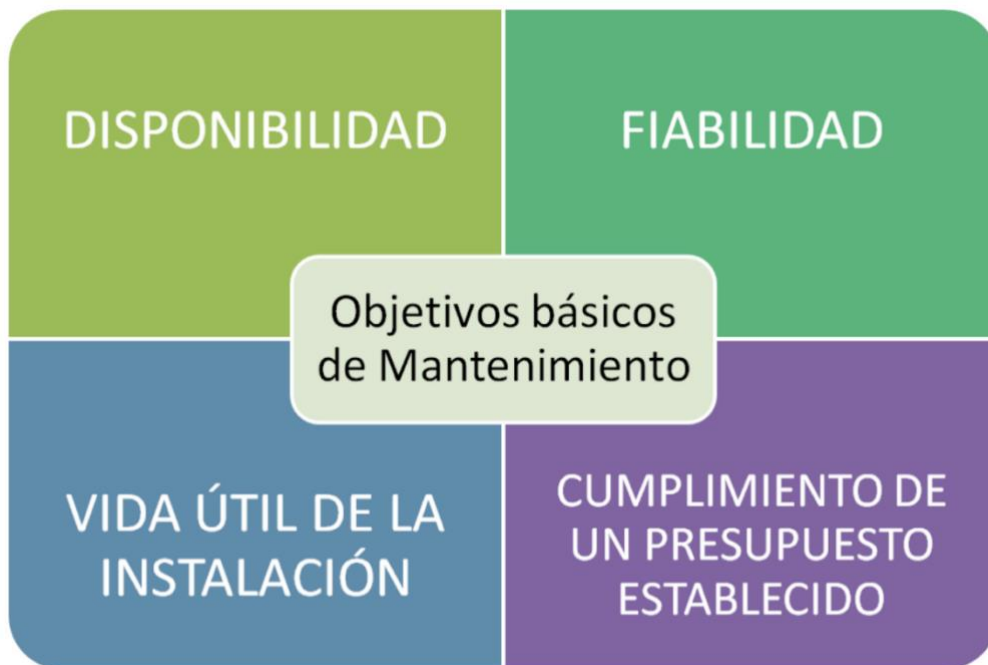 DISPONIBILIDAD
FIABILIDAD
Objetivos básicos
de Mantenimiento
VIDA ÚTIL DE LA
INSTALACIÓN
CUMPLIMIENTO DE
UN PRESUPUESTO
ESTABLECIDO